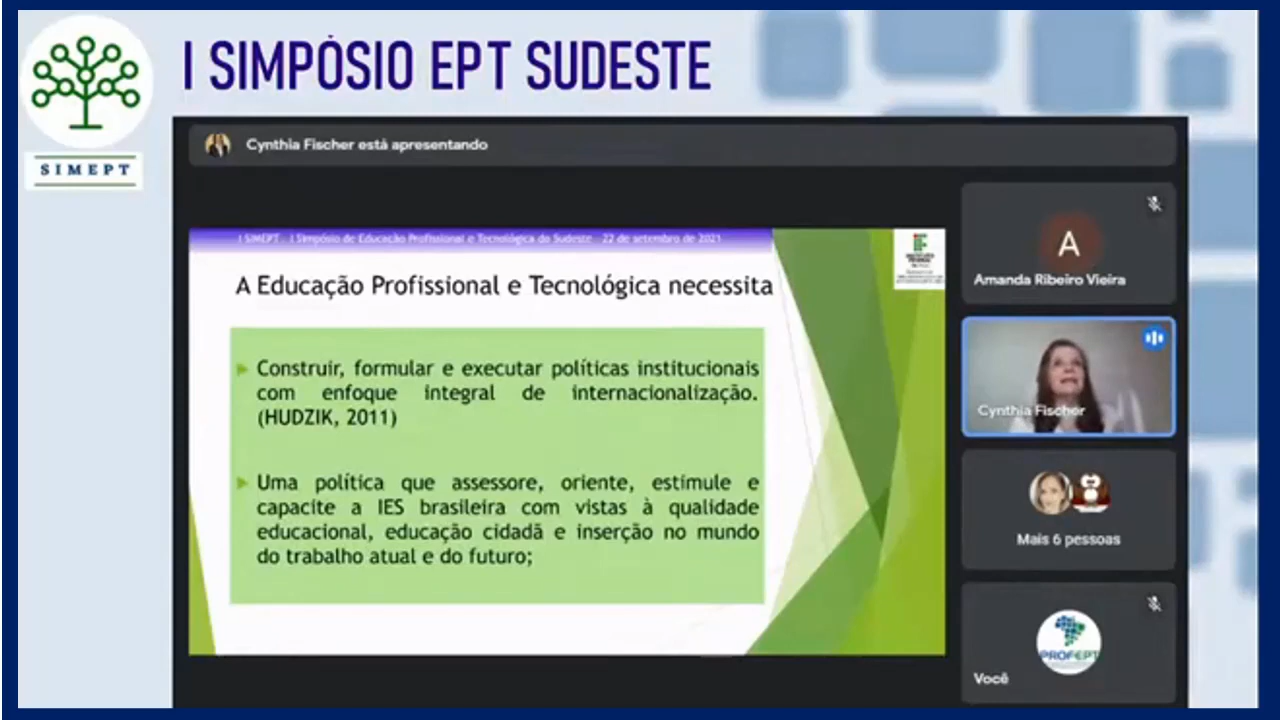 I SIMPÓSIO EPT SUDESTE
SIMEPT
Cynthia Fischer está apresentando
I SIMEPT - I Simpósio de Educação Profissional e Tecnológica do Sudeste - 22 de setembro de 2021
A Educação Profissional e Tecnológica necessita
Construir, formular e executar políticas institucionais
com enfoque integral de internacionalização.
(HUDZIK, 2011)
Uma política que assessore, oriente, estimule e
capacite a IES brasileira com vistas à qualidade
educacional, educação cidadã e inserção no mundo
do trabalho atual e do futuro;
INSTITUTO
FEDERAL
A
Amanda Ribeiro Vieira
Cynthia Fischer
Mais 6 pessoas
PROFEPT
Você